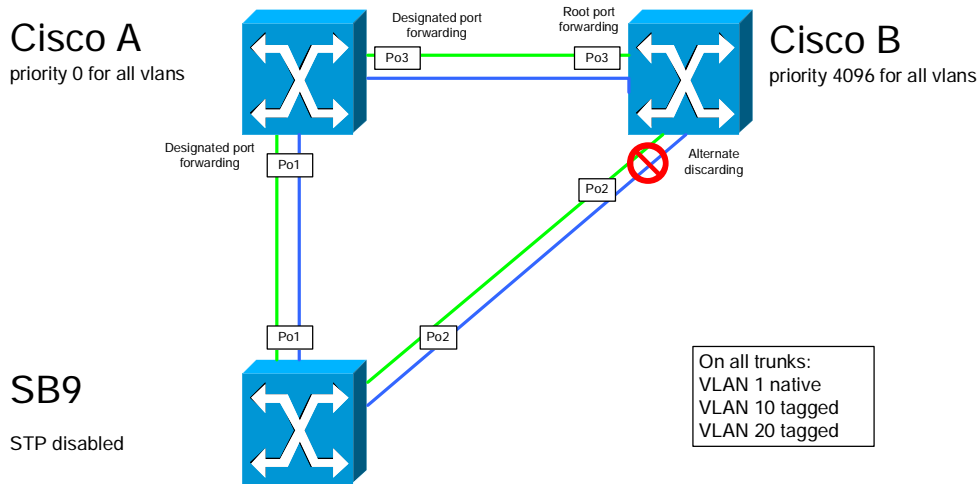 Cisco A
priority 0 for all vlans
Designated port
forwarding
Root port
forwarding
Cisco B
priority 4096 for all vlans
Po3
Po3
Designated port
forwarding
Po1
Alternate
discarding
Po2
Po1
Po2
SB9
STP disabled
On all trunks:
VLAN 1 native
VLAN 10 tagged
VLAN 20 tagged